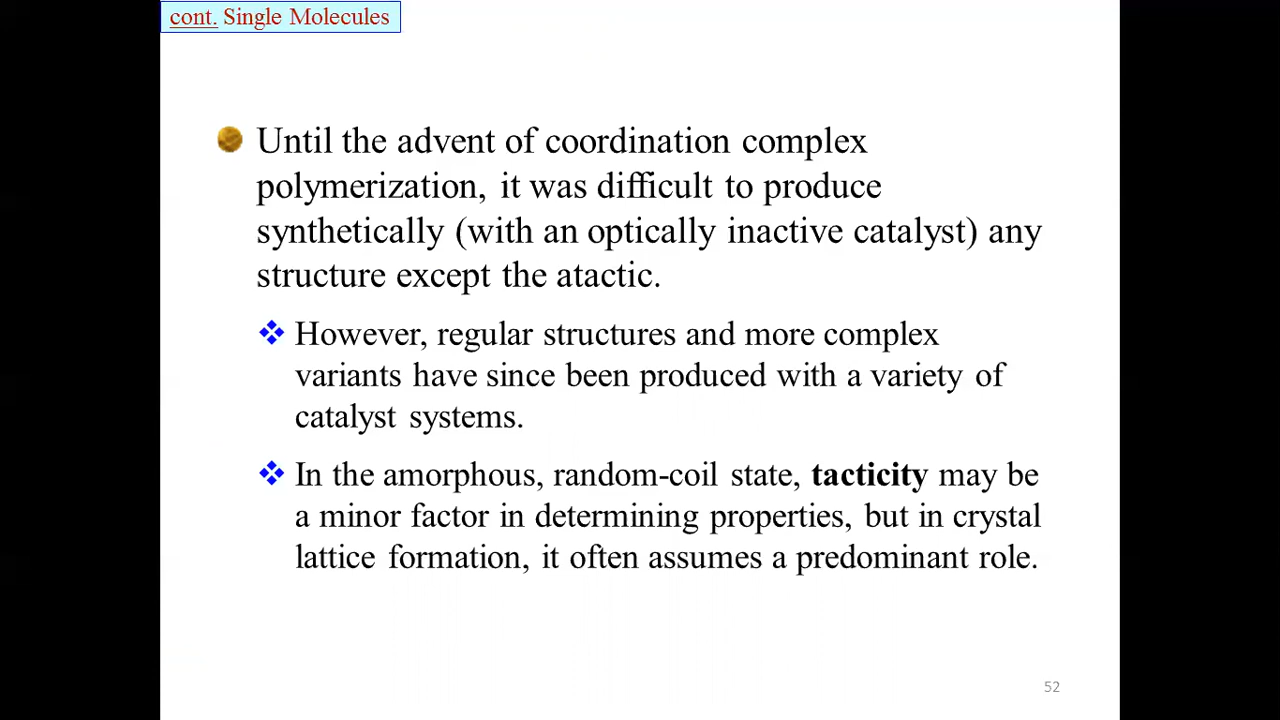 cont. Single Molecules
Until the advent of coordination complex
polymerization, it was difficult to produce
synthetically (with an optically inactive catalyst) any
structure except the atactic.
However, regular structures and more complex
variants have since been produced with a variety of
catalyst systems.
In the amorphous, random-coil state, tacticity may be
a minor factor in determining properties, but in crystal
lattice formation, it often assumes a predominant role.
52